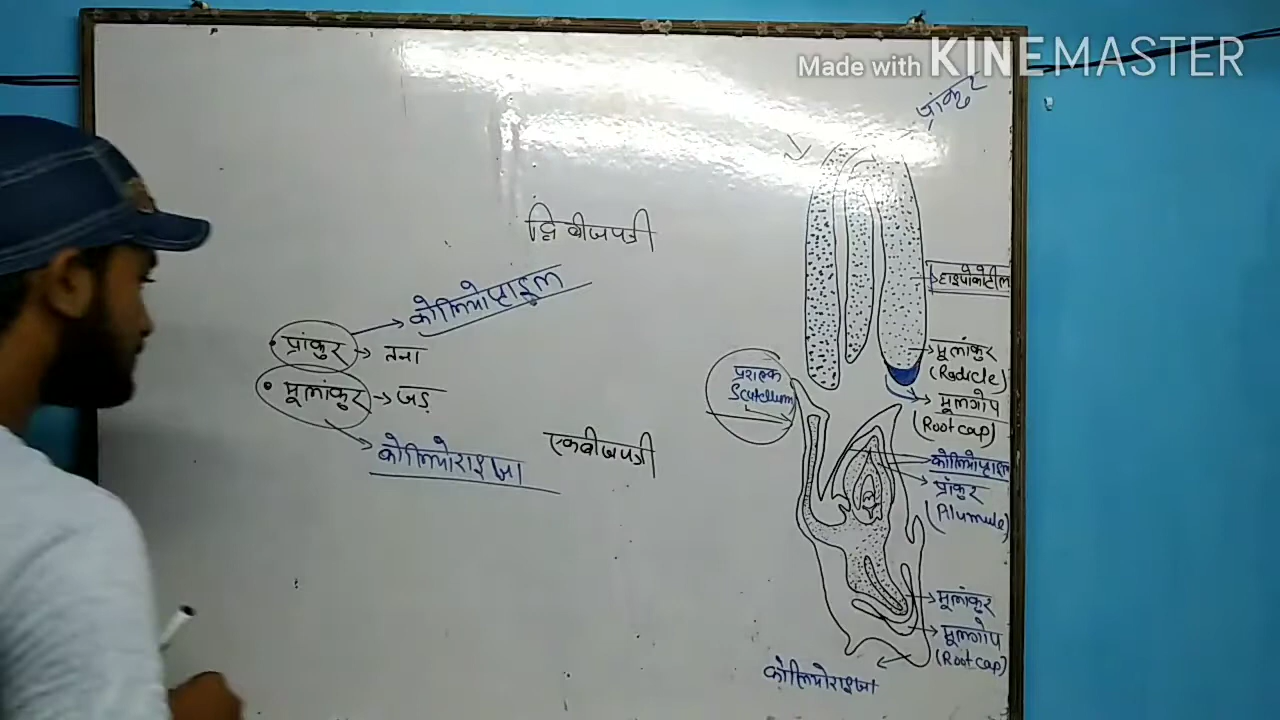 Made with KINEMASTER
प्रांकुर
द्विबीजपत्री
कोलियोप्टाइल
• प्रांकुर → तना
• मूलांकुर → जड़
कोलियोराइजा
एकबीजपत्री
हाइपोकोटील
मूलांकुर
(Radicle)
मूलगोप
(Root cap)
प्रशल्क
Scutellum
कोलियोप्टाइल
प्रांकुर
(Plumule)
मूलांकुर
मूलगोप
(Root cap)
कोलियोराइजा